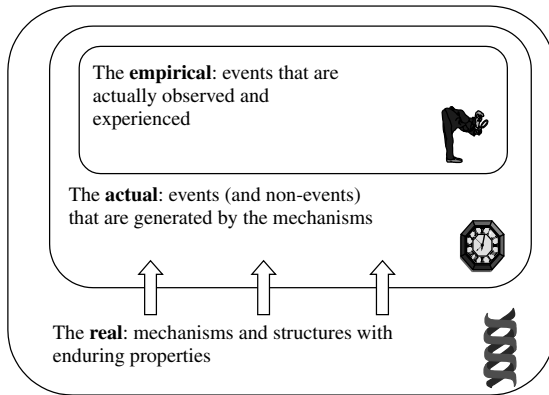 The empirical: events that are
actually observed and
experienced
The actual: events (and non-events)
that are generated by the mechanisms
The real: mechanisms and structures with
enduring properties